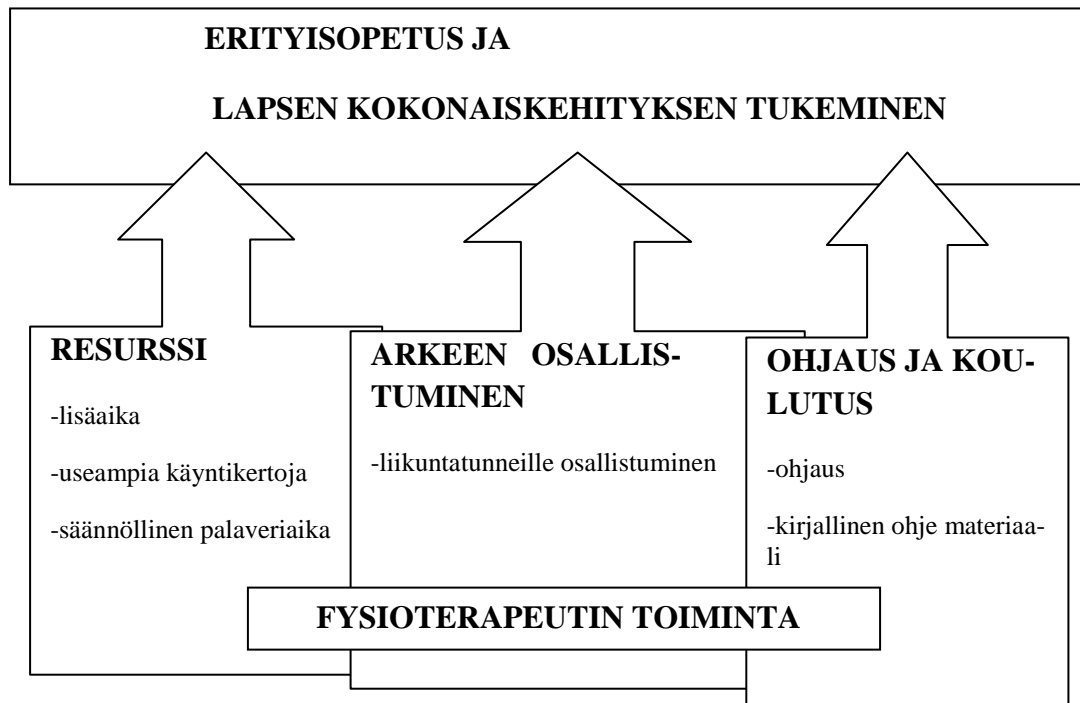 ERITYISOPETUS JA
LAPSEN KOKONAISKEHITYKSEN TUKEMINEN
RESURSSI
-lisäaika
-useampia käyntikertoja
-säännöllinen palaveriaika
ARKEEN OSALLIS-
TUMINEN
-liikuntatunneille osallistuminen
OHJAUS JA KOU-
LUTUS
-ohjaus
-kirjallinen ohje materiaa-
li
FYSIOTERAPEUTIN TOIMINTA